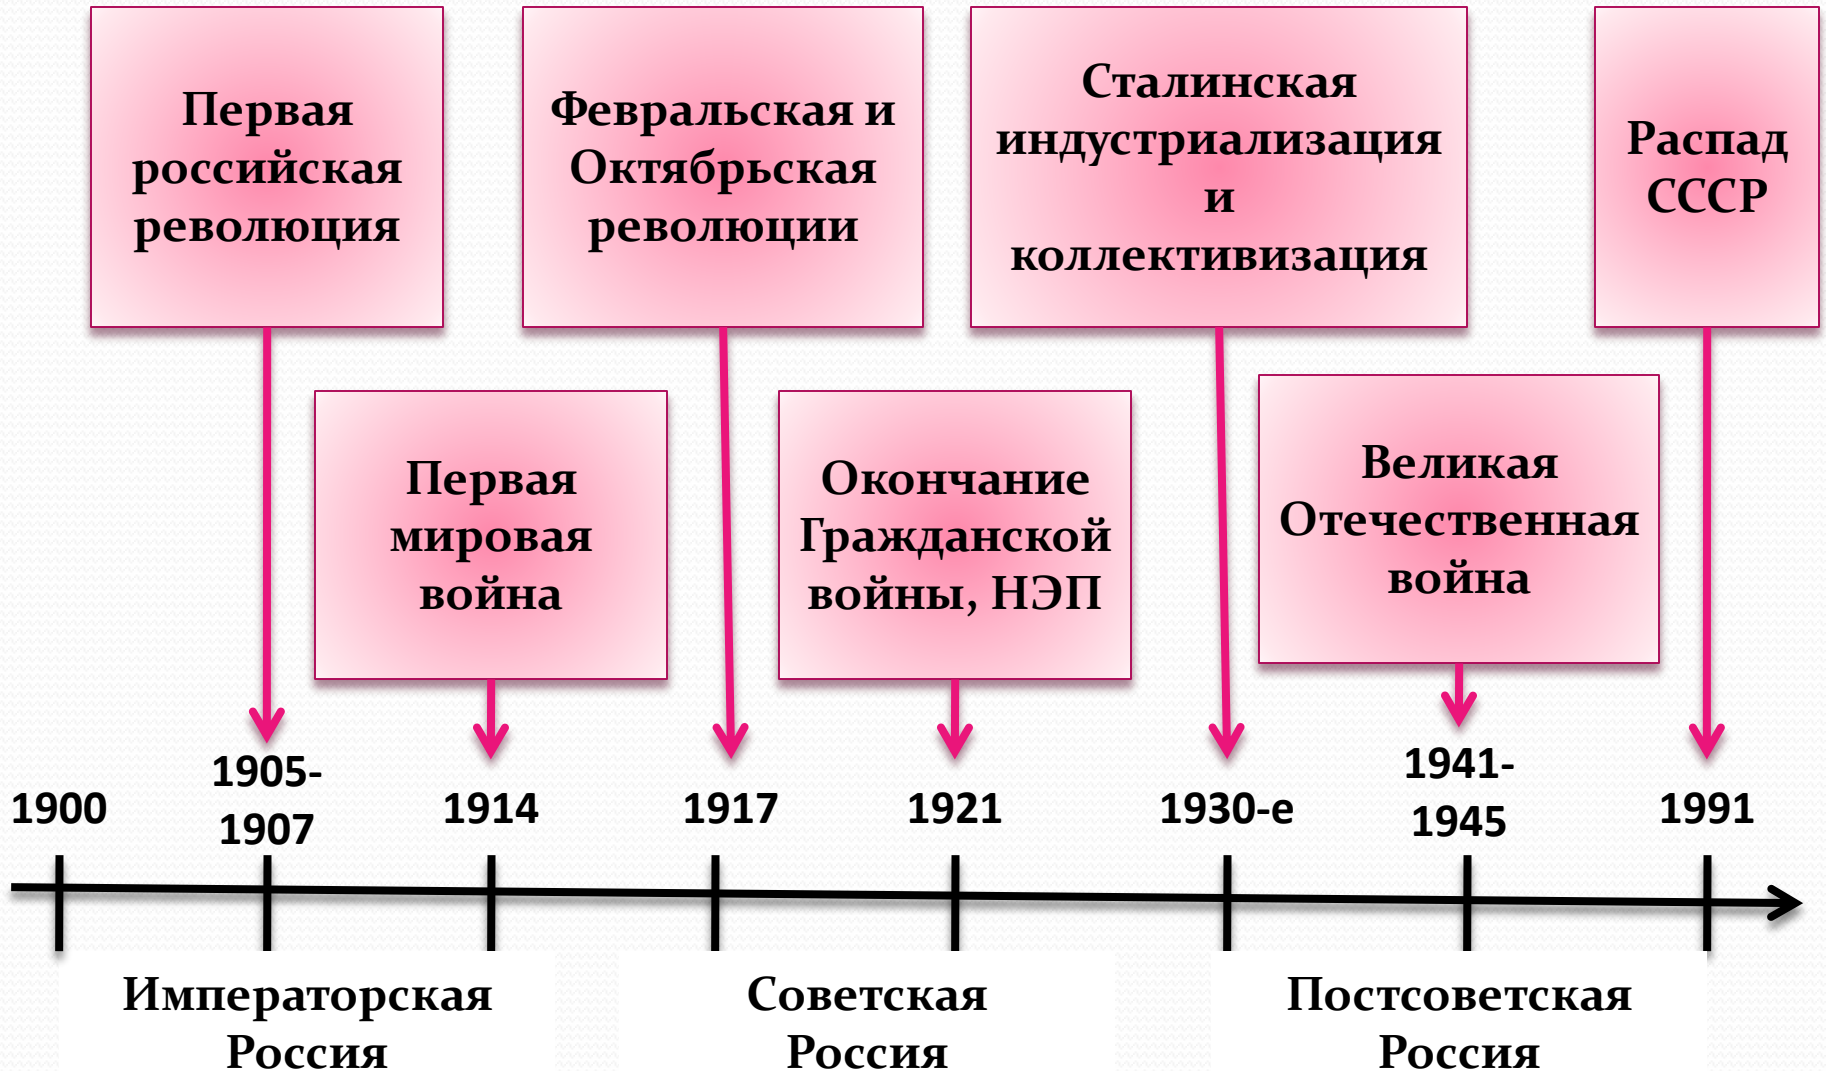 Первая
российская
революция
Февральская и
Октябрьская
революции
Сталинская
индустриализация
и
коллективизация
Распад
СССР
Первая
мировая
война
Окончание
Гражданской
войны, НЭП
Великая
Отечественная
война
1900
1905-
1907
1914
1917
1921
1930-е
1941-
1945
1991
Императорская
Россия
Советская
Россия
Постсоветская
Россия